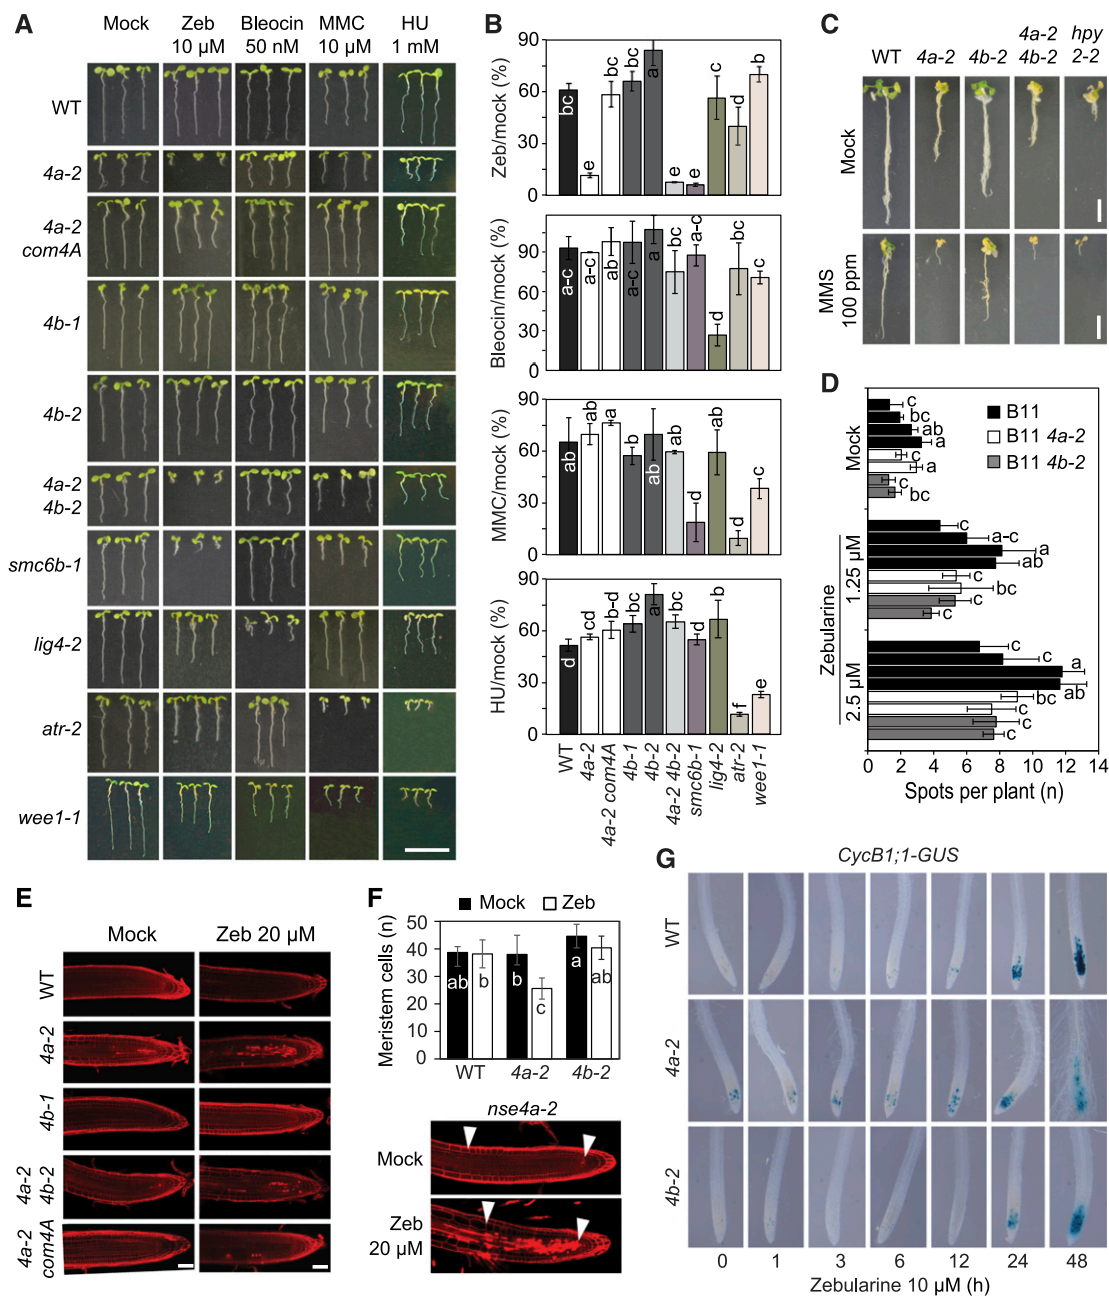 A
Mock
Zeb
10 µM
Bleocin
50 nM
MMC
10 µM
HU
1 mM
WT
4a-2
4a-2
com4A
4b-1
4b-2
4a-2
4b-2
smc6b-1
lig4-2
atr-2
wee1-1
B
Zeb/mock (%)
90
60
30
0
bc
e
bc
bc
a
e
e
c
d
b
Bleocin/mock (%)
90
60
30
0
a-c
a-c
ab
a-c
a
bc
a-c
d
bc
c
MMC/mock (%)
90
60
30
0
ab
ab
a
b
ab
ab
d
ab
d
c
HU/mock (%)
90
60
30
0
d
cd
b-d
bc
a
bc
d
b
f
e
WT
4a-2
4a-2 com4A
4b-1
4b-2
4a-2 4b-2
smc6b-1
lig4-2
atr-2
wee1-1
C
WT
4a-2
4b-2
4a-2
4b-2
hpy
2-2
Mock
MMS
100 ppm
D
B11
B11 4a-2
B11 4b-2
Mock
c
bc
ab
a
c
a
c
bc
Zebularine
1.25 µM
c
a-c
a
ab
c
bc
c
c
2.5 µM
c
c
a
ab
bc
c
c
c
0 2 4 6 8 10 12 14
Spots per plant (n)
E
Mock
Zeb 20 µM
WT
4a-2
4b-1
4a-2
4b-2
4a-2
com4A
F
Mock
Zeb
Meristem cells (n)
50
40
30
20
10
0
ab
b
b
c
a
ab
WT
4a-2
4b-2
nse4a-2
Mock
Zeb
20 µM
G
CycB1;1-GUS
WT
4a-2
4b-2
0 1 3 6 12 24 48
Zebularine 10 µM (h)